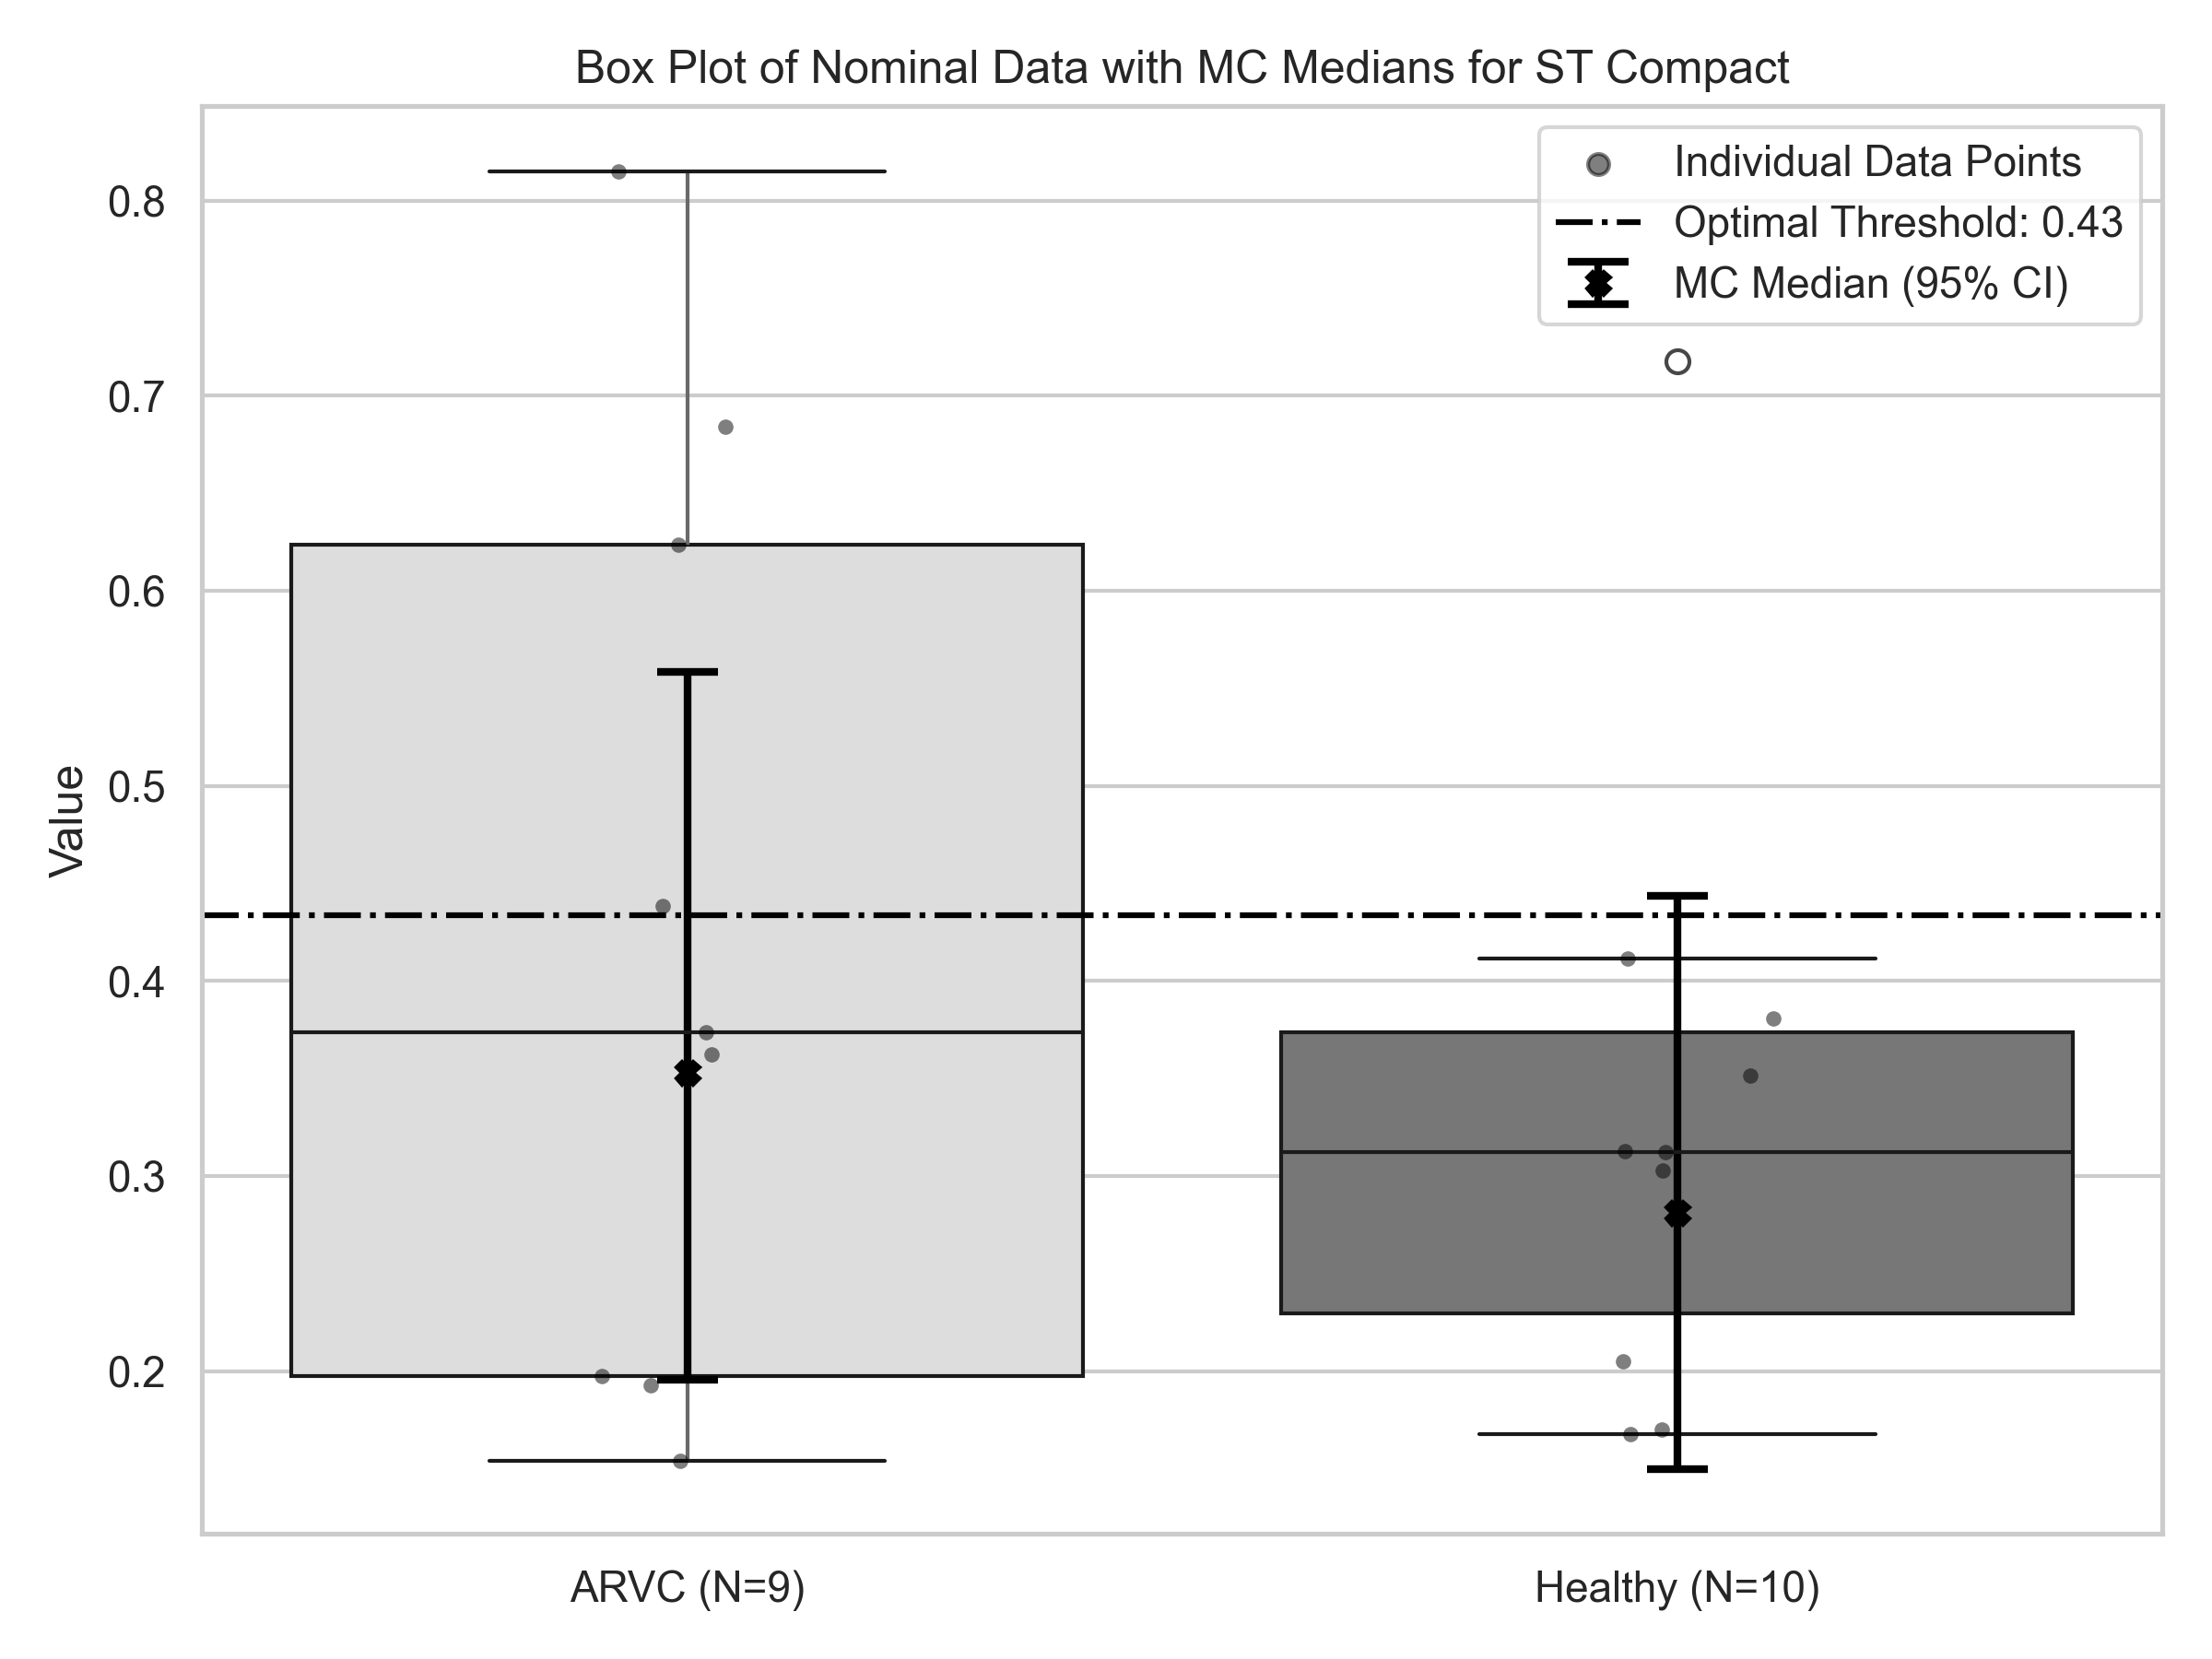 Box Plot of Nominal Data with MC Medians for ST Compact
Individual Data Points
Optimal Threshold: 0.43
MC Median (95% CI)
Value
0.8
0.7
0.6
0.5
0.4
0.3
0.2
ARVC (N=9)
Healthy (N=10)